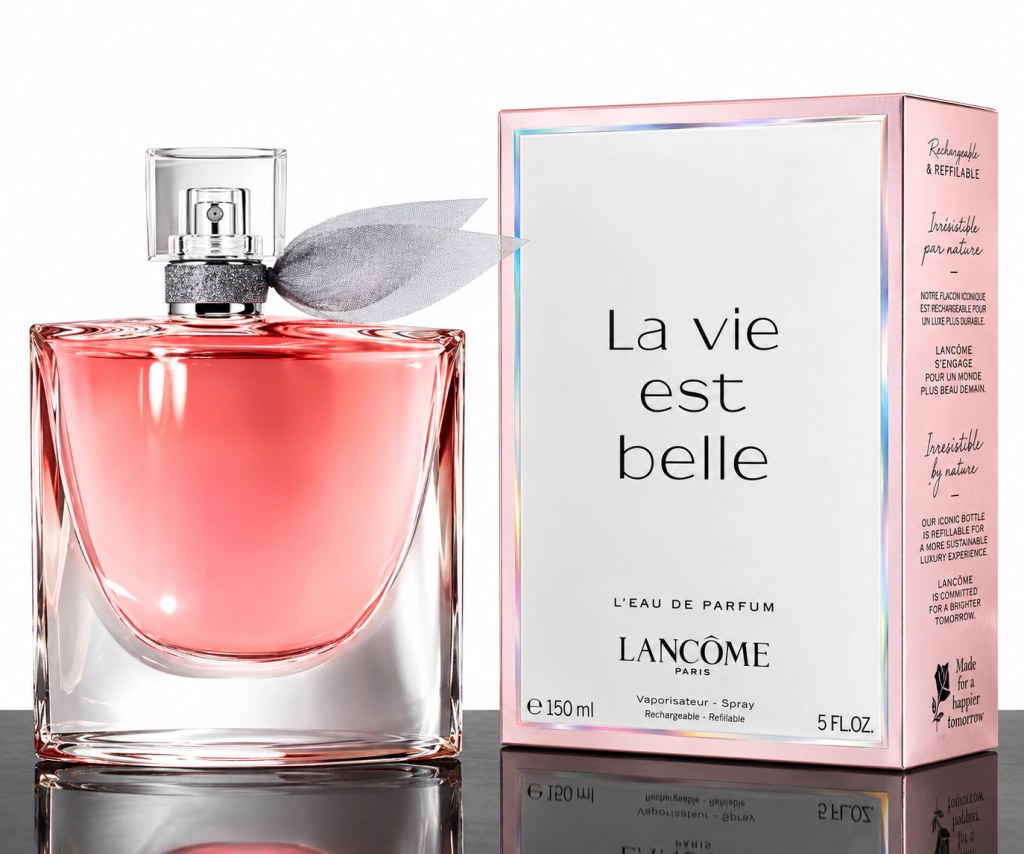 La vie
est
belle
L'EAU DE PARFUM
LANCÔME
PARIS
Vaporisateur - Spray
Rechargeable - Refillable
e 150 ml
5 FL.OZ.
Rechargeable
& REFFILABLE
Irrésistible
par nature
NOTRE FLACON ICONIQUE
EST RECHARGEABLE POUR
UN LUXE PLUS DURABLE.
LANCÔME
S'ENGAGE
POUR UN MONDE
PLUS BEAU DEMAIN.
Irresistible
by nature
OUR ICONIC BOTTLE
IS REFILLABLE FOR
A MORE SUSTAINABLE
LUXURY EXPERIENCE.
LANCÔME
IS COMMITTED
FOR A BRIGHTER
TOMORROW.
Made
for a
happier
tomorrow